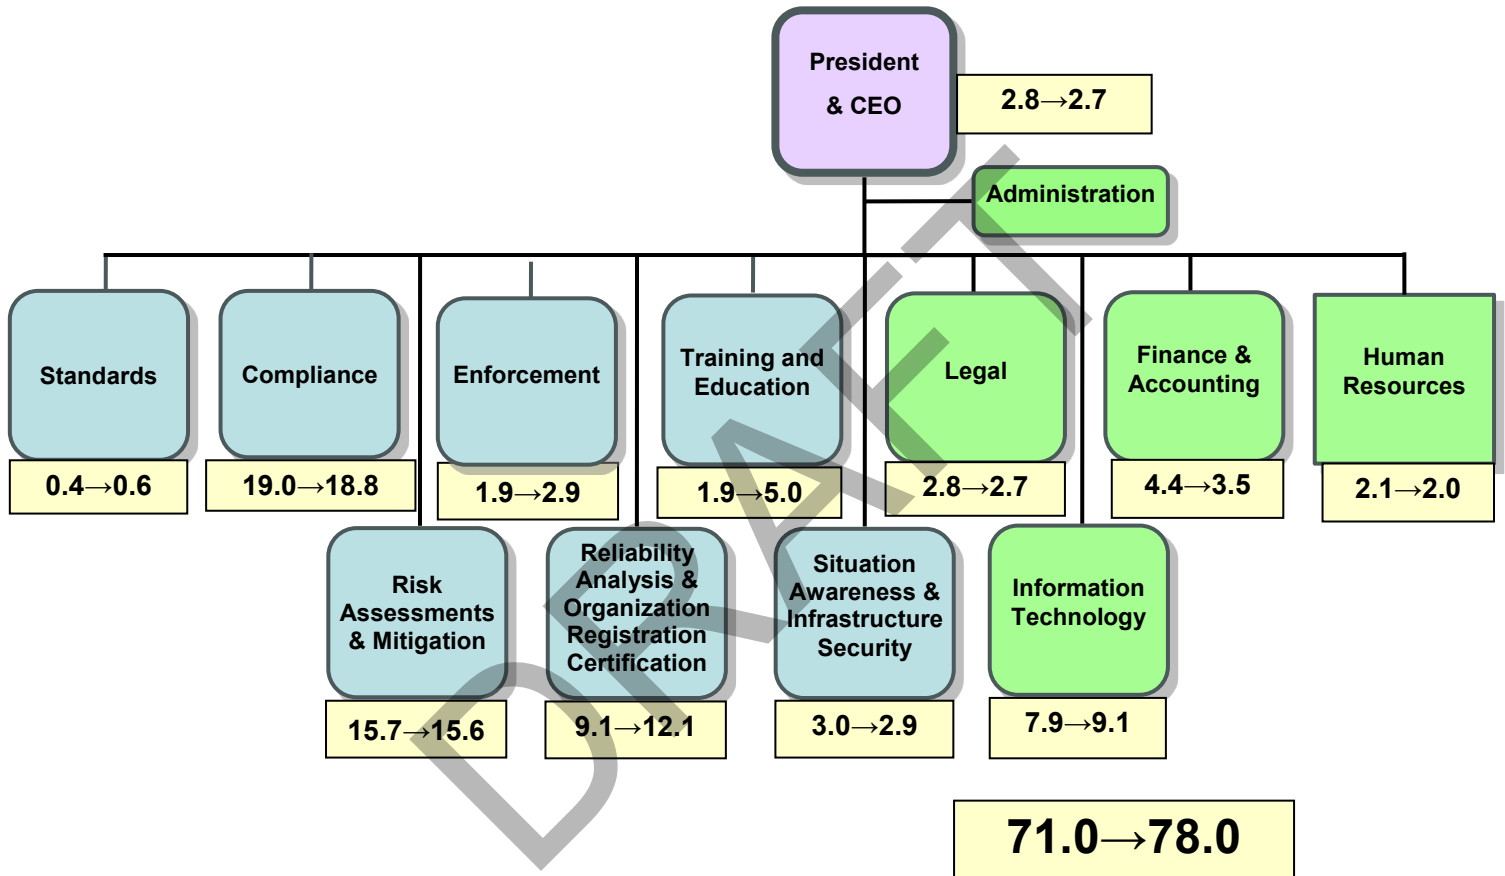 President
& CEO
2.8→2.7
Administration
Standards
0.4→0.6
Compliance
19.0→18.8
Enforcement
1.9→2.9
Training and
Education
1.9→5.0
Legal
2.8→2.7
Finance &
Accounting
4.4→3.5
Human
Resources
2.1→2.0
Risk
Assessments
& Mitigation
15.7→15.6
Reliability
Analysis &
Organization
Registration
Certification
9.1→12.1
Situation
Awareness &
Infrastructure
Security
3.0→2.9
Information
Technology
7.9→9.1
71.0→78.0
DRAFT